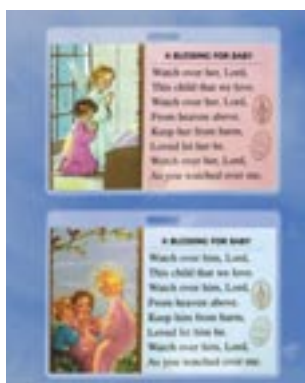 A BLESSING FOR BABY
Watch over her, Lord,
This child that we love.
Watch over her, Lord,
From heaven above.
Keep her from harm,
Loved let her be.
Watch over her, Lord,
As you watched over me.
A BLESSING FOR BABY
Watch over him, Lord,
This child that we love.
Watch over him, Lord,
From heaven above.
Keep him from harm,
Loved let him be.
Watch over him, Lord,
As you watched over me.